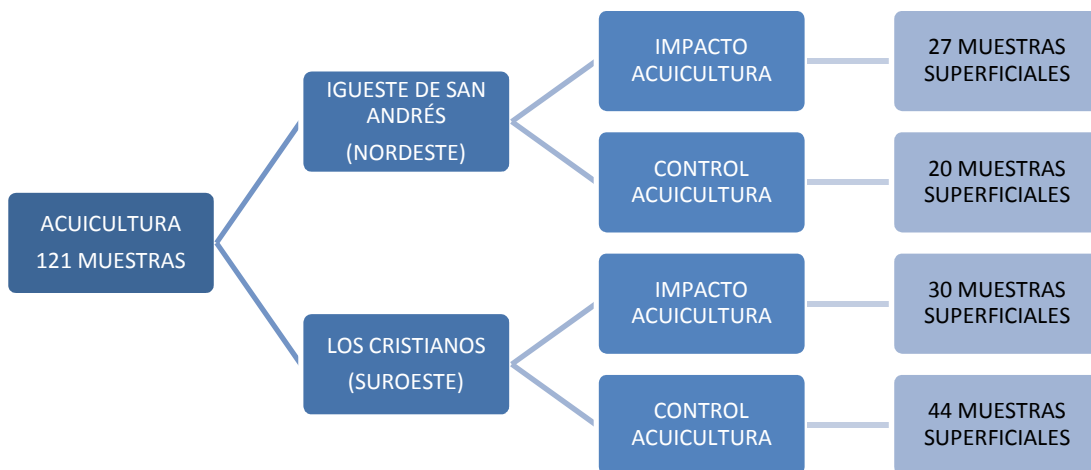 ACUICULTURA
121 MUESTRAS
IGUESTE DE SAN
ANDRÉS
(NORDESTE)
IMPACTO
ACUICULTURA
27 MUESTRAS
SUPERFICIALES
CONTROL
ACUICULTURA
20 MUESTRAS
SUPERFICIALES
LOS CRISTIANOS
(SUROESTE)
IMPACTO
ACUICULTURA
30 MUESTRAS
SUPERFICIALES
CONTROL
ACUICULTURA
44 MUESTRAS
SUPERFICIALES